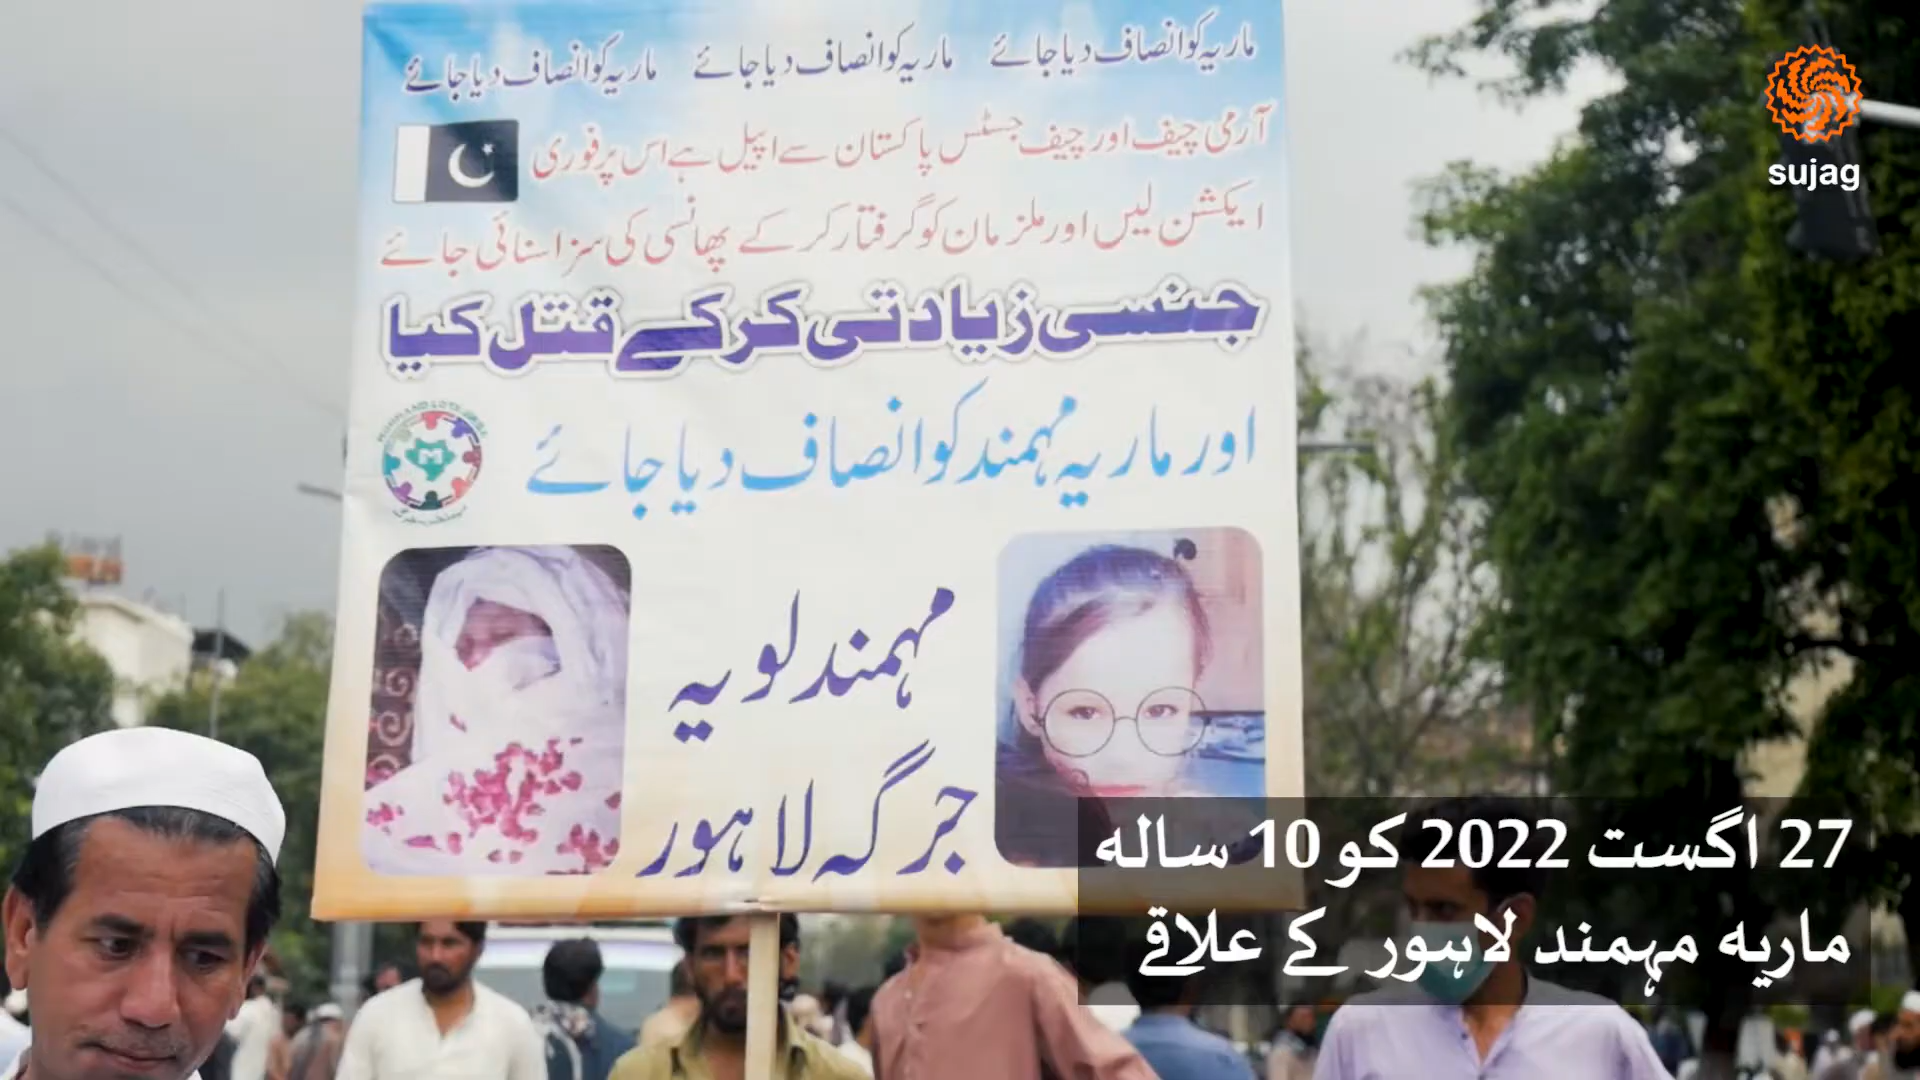 ماریہ کو انصاف دیا جائے ماریہ کو انصاف دیا جائے ماریہ کو انصاف دیا جائے
آرمی چیف اور چیف جسٹس پاکستان سے اپیل ہے اس پر فوری
ایکشن لیں اور ملزمان کو گرفتار کر کے پھانسی کی سزا سنائی جائے
جنسی زیادتی کر کے قتل کیا
اور ماریہ مہمند کو انصاف دیا جائے
مہمند لویہ
جرگہ لاہور
sujag
27 اگست 2022 کو 10 سالہ
ماریہ مہمند لاہور کے علاقے